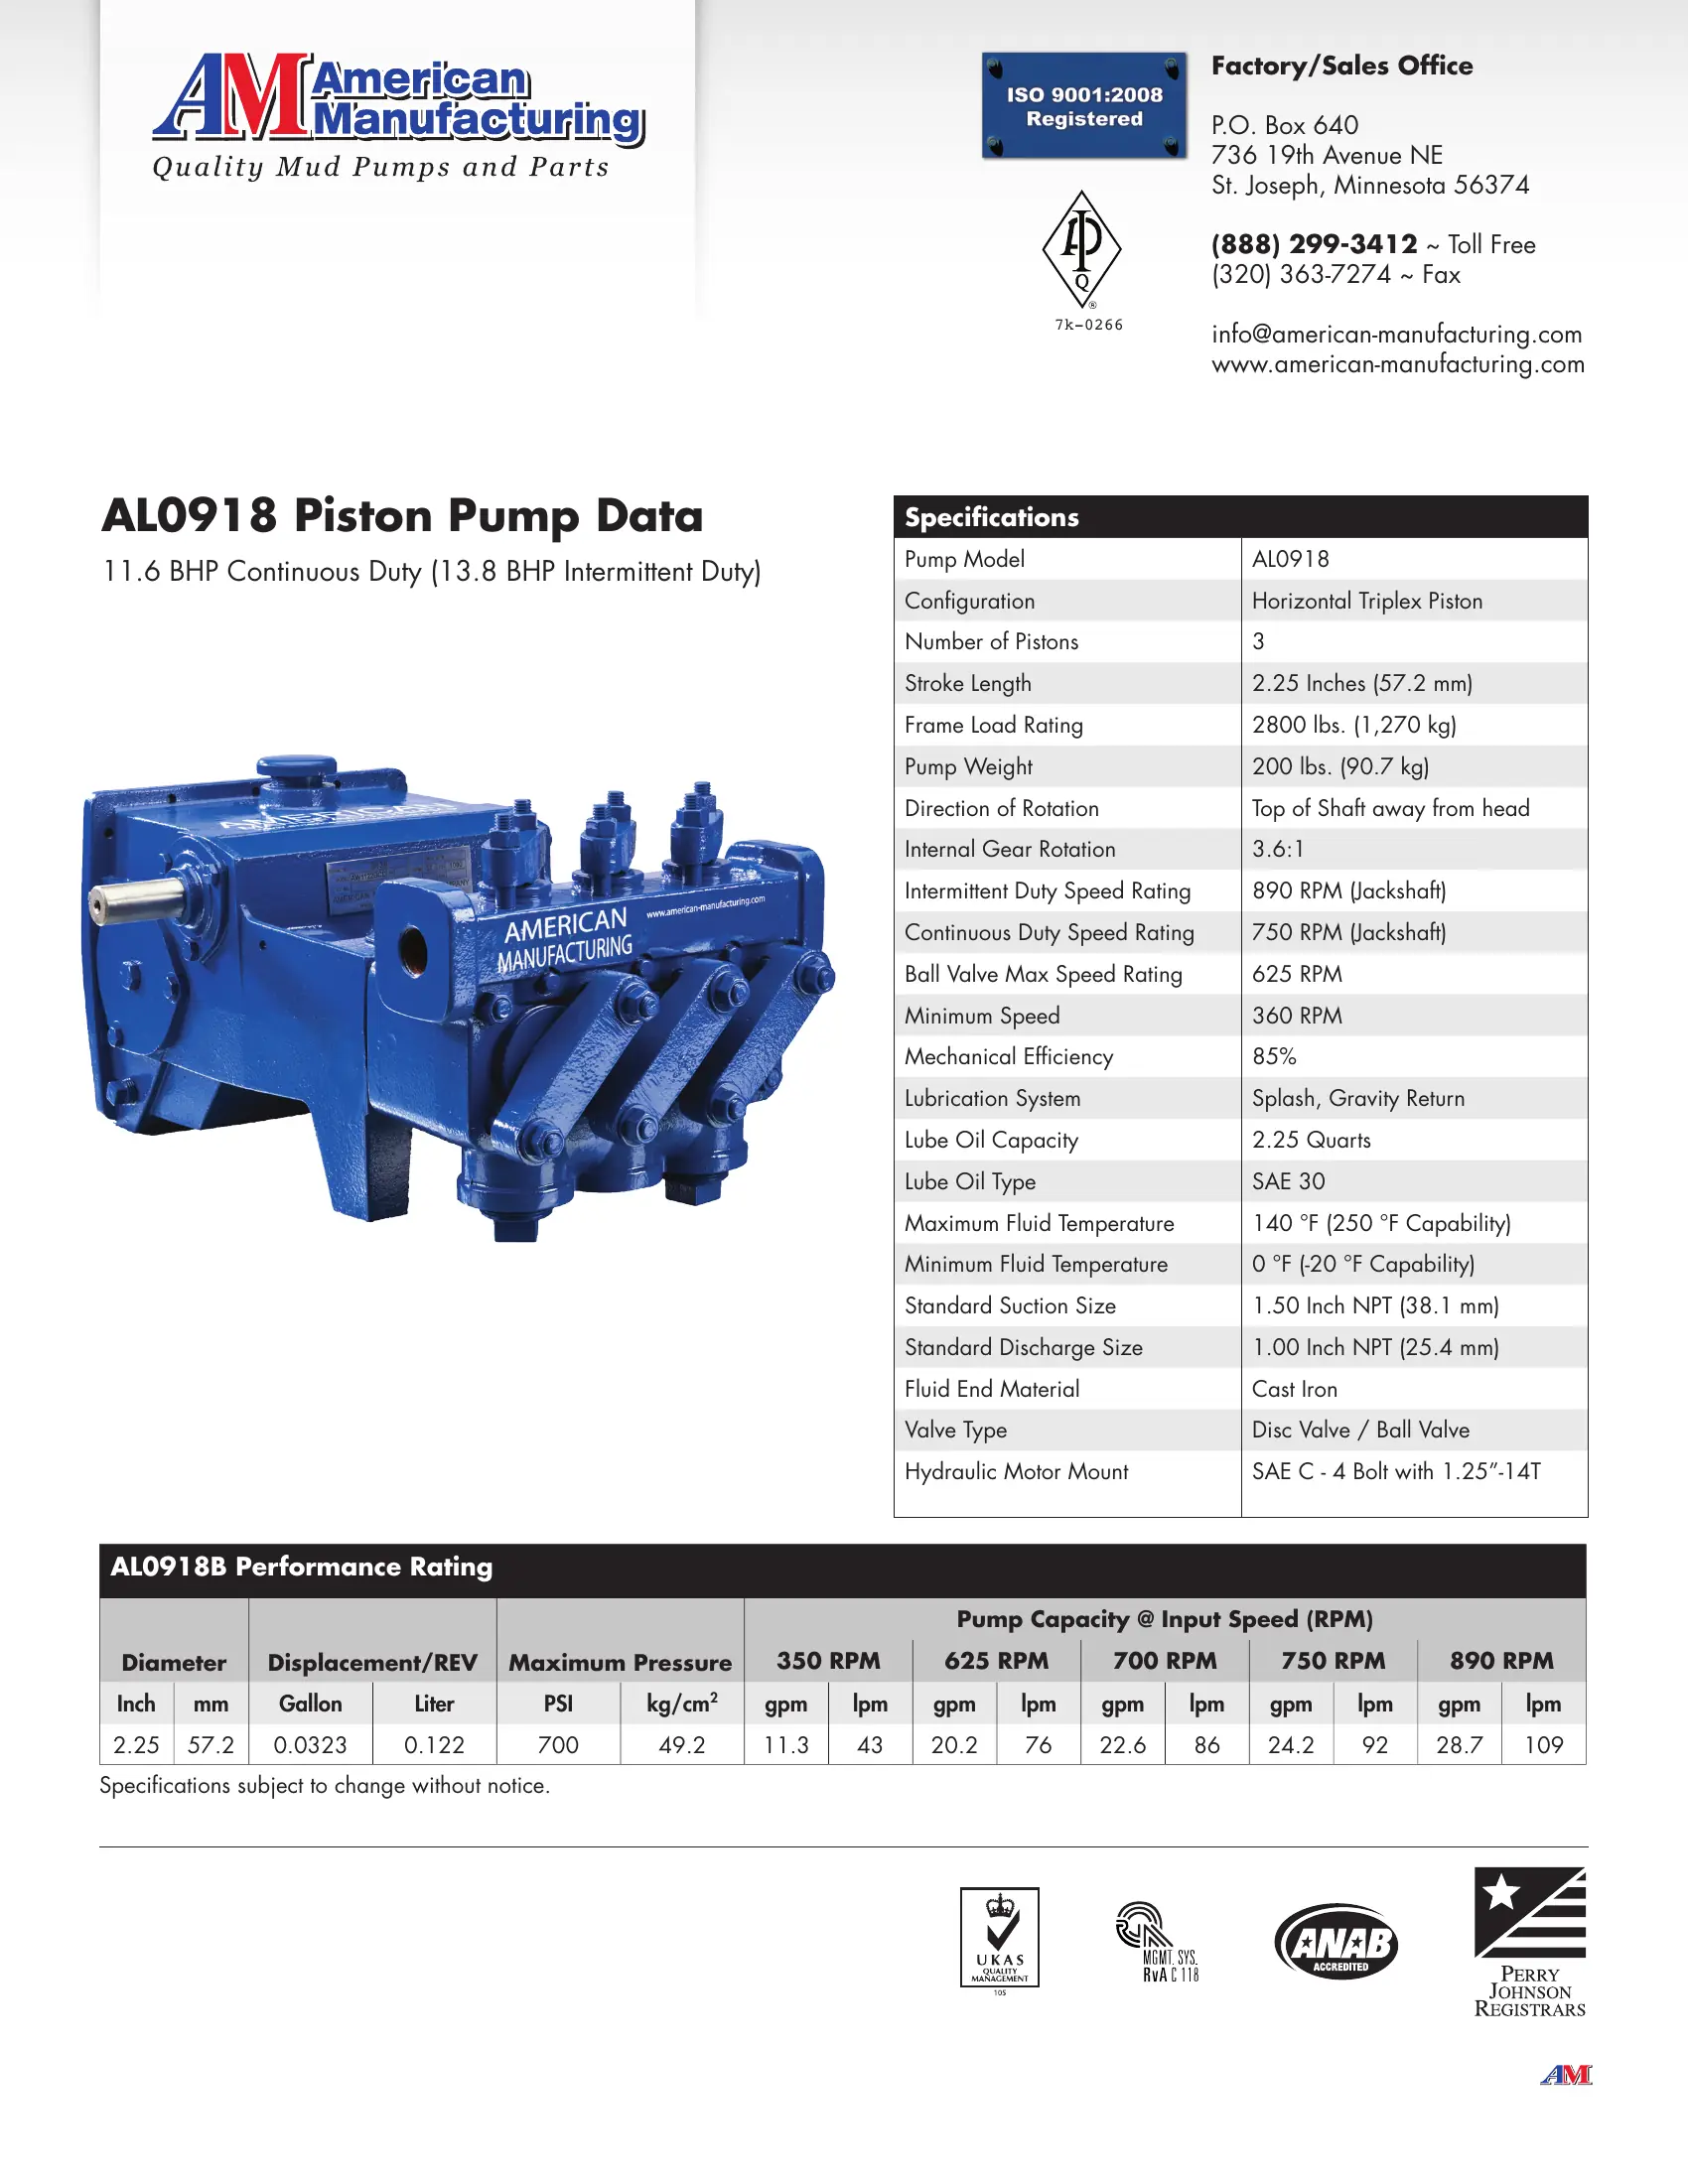 AM American
Manufacturing
Quality Mud Pumps and Parts
ISO 9001:2008
Registered
API
Q
®
7k-0266
Factory/Sales Office
P.O. Box 640
736 19th Avenue NE
St. Joseph, Minnesota 56374
(888) 299-3412 ~ Toll Free
(320) 363-7274 ~ Fax
info@american-manufacturing.com
www.american-manufacturing.com
AL0918 Piston Pump Data
11.6 BHP Continuous Duty (13.8 BHP Intermittent Duty)
AMERICAN
MANUFACTURING
www.american-manufacturing.com
Specifications
Pump Model AL0918
Configuration Horizontal Triplex Piston
Number of Pistons 3
Stroke Length 2.25 Inches (57.2 mm)
Frame Load Rating 2800 lbs. (1,270 kg)
Pump Weight 200 lbs. (90.7 kg)
Direction of Rotation Top of Shaft away from head
Internal Gear Rotation 3.6:1
Intermittent Duty Speed Rating 890 RPM (Jackshaft)
Continuous Duty Speed Rating 750 RPM (Jackshaft)
Ball Valve Max Speed Rating 625 RPM
Minimum Speed 360 RPM
Mechanical Efficiency 85%
Lubrication System Splash, Gravity Return
Lube Oil Capacity 2.25 Quarts
Lube Oil Type SAE 30
Maximum Fluid Temperature 140 °F (250 °F Capability)
Minimum Fluid Temperature 0 °F (-20 °F Capability)
Standard Suction Size 1.50 Inch NPT (38.1 mm)
Standard Discharge Size 1.00 Inch NPT (25.4 mm)
Fluid End Material Cast Iron
Valve Type Disc Valve / Ball Valve
Hydraulic Motor Mount SAE C - 4 Bolt with 1.25”-14T
AL0918B Performance Rating
Pump Capacity @ Input Speed (RPM)
Diameter Displacement/REV Maximum Pressure 350 RPM 625 RPM 700 RPM 750 RPM 890 RPM
Inch mm Gallon Liter PSI kg/cm² gpm lpm gpm lpm gpm lpm gpm lpm gpm lpm
2.25 57.2 0.0323 0.122 700 49.2 11.3 43 20.2 76 22.6 86 24.2 92 28.7 109
Specifications subject to change without notice.
UKAS
QUALITY
MANAGEMENT
105
MGMT. SYS.
RvA C 118
ANAB
ACCREDITED
PERRY
JOHNSON
REGISTRARS
AM